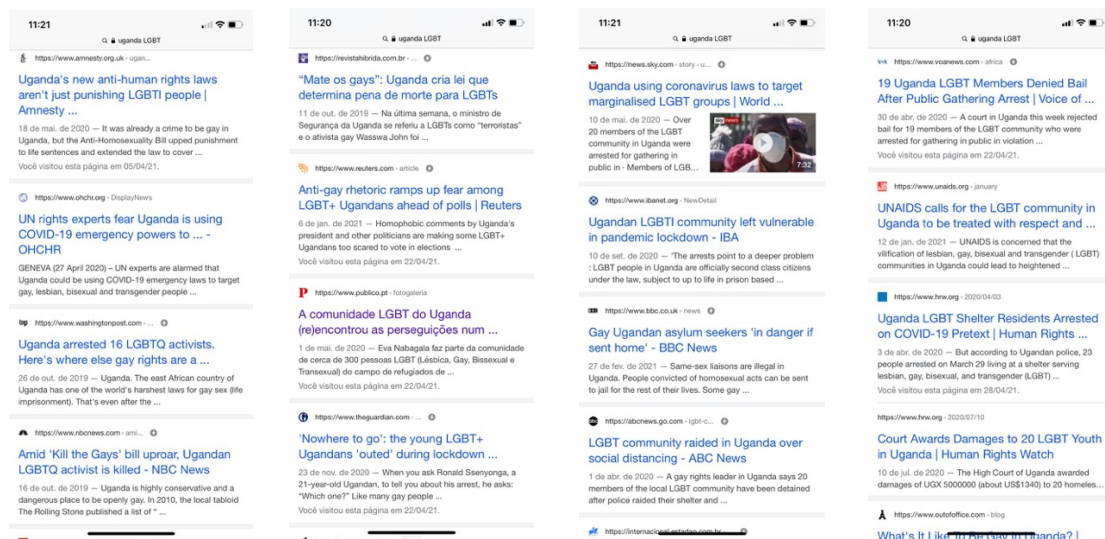 11:21
uganda LGBT
https://www.amnesty.org.uk › ugan...
Uganda's new anti-human rights laws
aren't just punishing LGBTI people |
Amnesty ...
18 de mai. de 2020 — It was already a crime to be gay in
Uganda, but the Anti-Homosexuality Bill upped punishment
to life sentences and extended the law to cover ...
Você visitou esta página em 05/04/21.
https://www.ohchr.org › DisplayNews
UN rights experts fear Uganda is using
COVID-19 emergency powers to ... -
OHCHR
GENEVA (27 April 2020) – UN experts are alarmed that
Uganda could be using COVID-19 emergency laws to target
gay, lesbian, bisexual and transgender people ...
https://www.washingtonpost.com › ...
Uganda arrested 16 LGBTQ activists.
Here's where else gay rights are a ...
26 de out. de 2019 — Uganda. The east African country of
Uganda has one of the world's harshest laws for gay sex (life
imprisonment). That's even after the ...
https://www.nbcnews.com › ami...
Amid 'Kill the Gays' bill uproar, Ugandan
LGBTQ activist is killed - NBC News
16 de out. de 2019 — Uganda is highly conservative and a
dangerous place to be openly gay. In 2010, the local tabloid
The Rolling Stone published a list of " ...
11:20
uganda LGBT
https://revistahibrida.com.br › ...
“Mate os gays”: Uganda cria lei que
determina pena de morte para LGBTs
11 de out. de 2019 — Na última semana, o ministro de
Segurança da Uganda se referiu a LGBTs como “terroristas”
e o ativista gay Wasswa John foi ...
https://www.reuters.com › article
Anti-gay rhetoric ramps up fear among
LGBT+ Ugandans ahead of polls | Reuters
6 de jan. de 2021 — Homophobic comments by Uganda's
president and other politicians are making some LGBT+
Ugandans too scared to vote in elections ...
Você visitou esta página em 22/04/21.
https://www.publico.pt › fotogaleria
A comunidade LGBT do Uganda
(re)encontrou as perseguições num ...
1 de mai. de 2020 — Eva Nabagala faz parte da comunidade
de cerca de 300 pessoas LGBT (Lésbica, Gay, Bissexual e
Transexual) do campo de refugiados de ...
Você visitou esta página em 22/04/21.
https://www.theguardian.com › ...
'Nowhere to go': the young LGBT+
Ugandans 'outed' during lockdown ...
23 de nov. de 2020 — When you ask Ronald Ssenyonga, a
21-year-old Ugandan, to tell you about his arrest, he asks:
“Which one?” Like many gay people ...
Você visitou esta página em 22/04/21.
11:21
uganda LGBT
https://news.sky.com › story › u...
Uganda using coronavirus laws to target
marginalised LGBT groups | World ...
10 de mai. de 2020 — Over
20 members of the LGBT
community in Uganda were
arrested for gathering in
public in · Members of LGB...
sky news
7:32
https://www.ibanet.org › NewDetail
Ugandan LGBTI community left vulnerable
in pandemic lockdown - IBA
10 de set. de 2020 — 'The arrests point to a deeper problem
: LGBT people in Uganda are officially second class citizens
under the law, subject to up to life in prison based ...
BBC
https://www.bbc.co.uk › news
Gay Ugandan asylum seekers 'in danger if
sent home' - BBC News
27 de fev. de 2021 — Same-sex liaisons are illegal in
Uganda. People convicted of homosexual acts can be sent
to jail for the rest of their lives. Some gay ...
abc
https://abcnews.go.com › lgbt-c...
LGBT community raided in Uganda over
social distancing - ABC News
1 de abr. de 2020 — A gay rights leader in Uganda says 20
members of the local LGBT community have been detained
after police raided their shelter and ...
https://internacional.estadao.com.br › ...
11:20
uganda LGBT
VOA
https://www.voanews.com › africa
19 Uganda LGBT Members Denied Bail
After Public Gathering Arrest | Voice of ...
30 de abr. de 2020 — A court in Uganda this week rejected
bail for 19 members of the LGBT community who were
arrested for gathering in public in violation ...
Você visitou esta página em 22/04/21.
https://www.unaids.org › january
UNAIDS calls for the LGBT community in
Uganda to be treated with respect and ...
12 de jan. de 2021 — UNAIDS is concerned that the
vilification of lesbian, gay, bisexual and transgender ( LGBT)
communities in Uganda could lead to heightened ...
https://www.hrw.org › 2020/04/03
Uganda LGBT Shelter Residents Arrested
on COVID-19 Pretext | Human Rights ...
3 de abr. de 2020 — But according to Ugandan police, 23
people arrested on March 29 living at a shelter serving
lesbian, gay, bisexual, and transgender (LGBT) ...
Você visitou esta página em 28/04/21.
https://www.hrw.org › 2020/07/10
Court Awards Damages to 20 LGBT Youth
in Uganda | Human Rights Watch
10 de jul. de 2020 — The High Court of Uganda awarded
damages of UGX 5000000 (about US$1340) to 20 homeles...
https://www.outofoffice.com › blog
What's It Like To Be Gay in Uganda? |